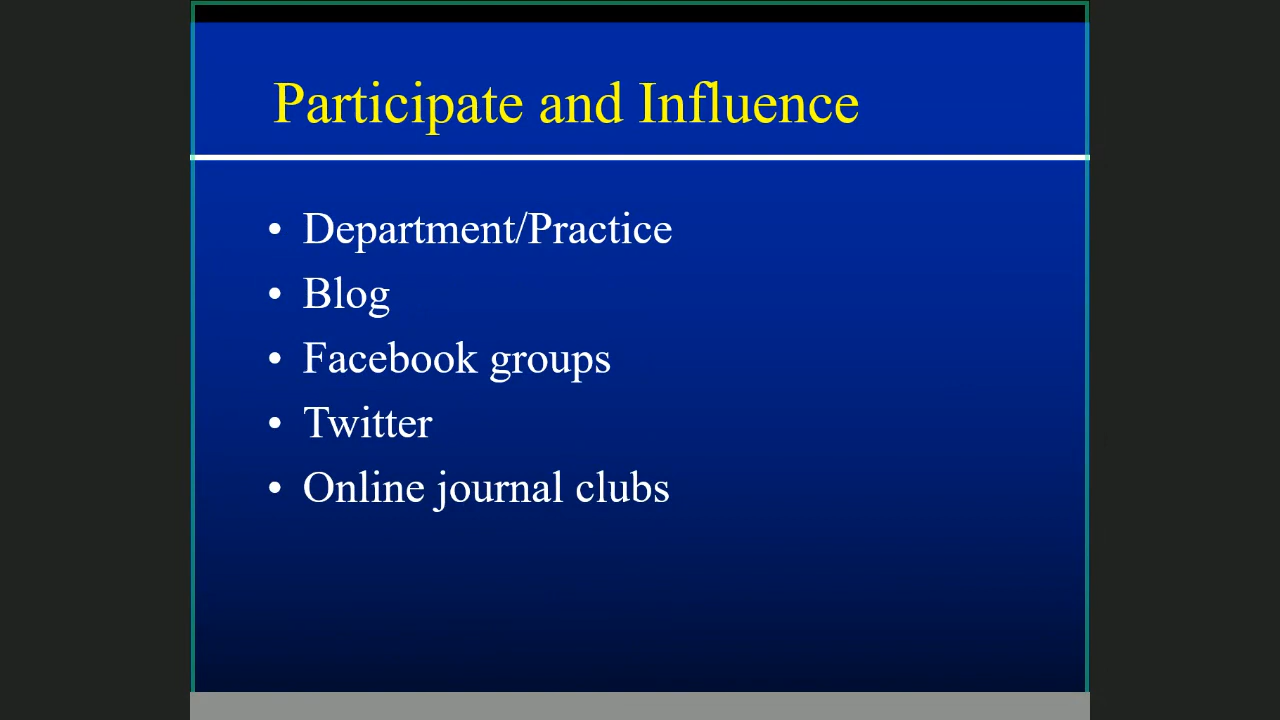 Participate and Influence
• Department/Practice
• Blog
• Facebook groups
• Twitter
• Online journal clubs